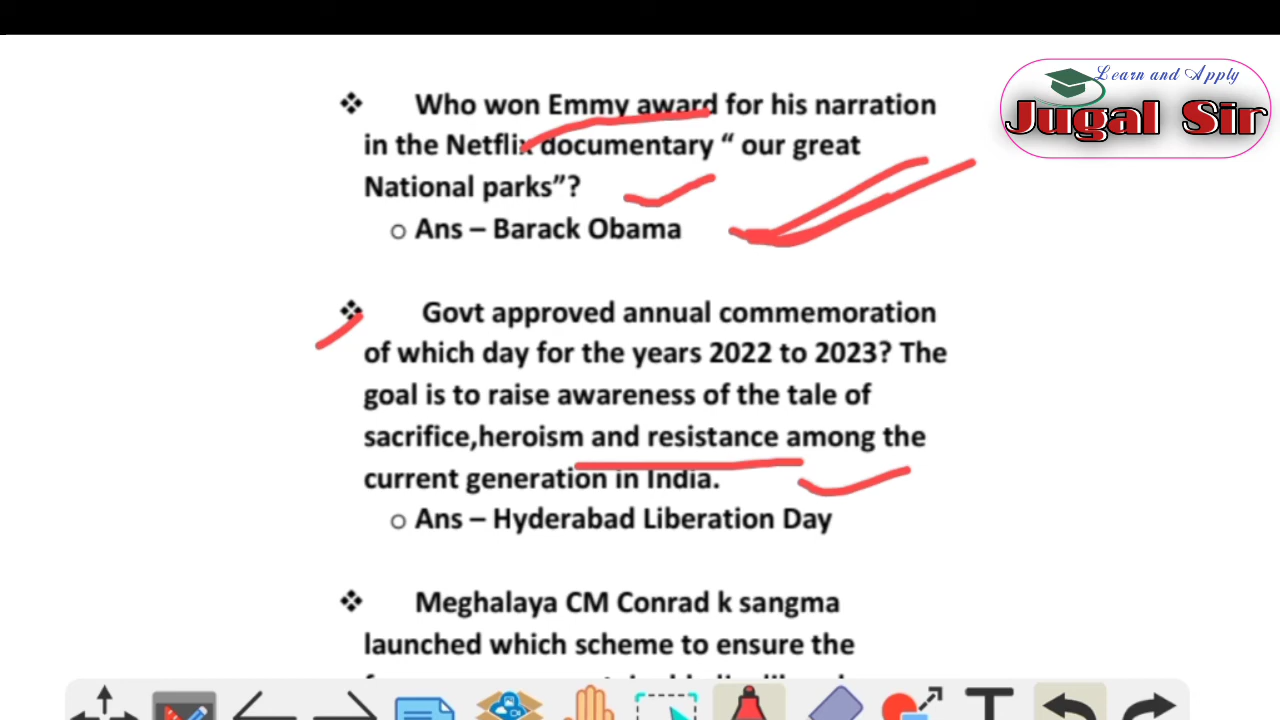 Learn and Apply
Jugal Sir
❖ Who won Emmy award for his narration
in the Netflix documentary “ our great
National parks”?
○ Ans – Barack Obama
❖ Govt approved annual commemoration
of which day for the years 2022 to 2023? The
goal is to raise awareness of the tale of
sacrifice,heroism and resistance among the
current generation in India.
○ Ans – Hyderabad Liberation Day
❖ Meghalaya CM Conrad k sangma
launched which scheme to ensure the